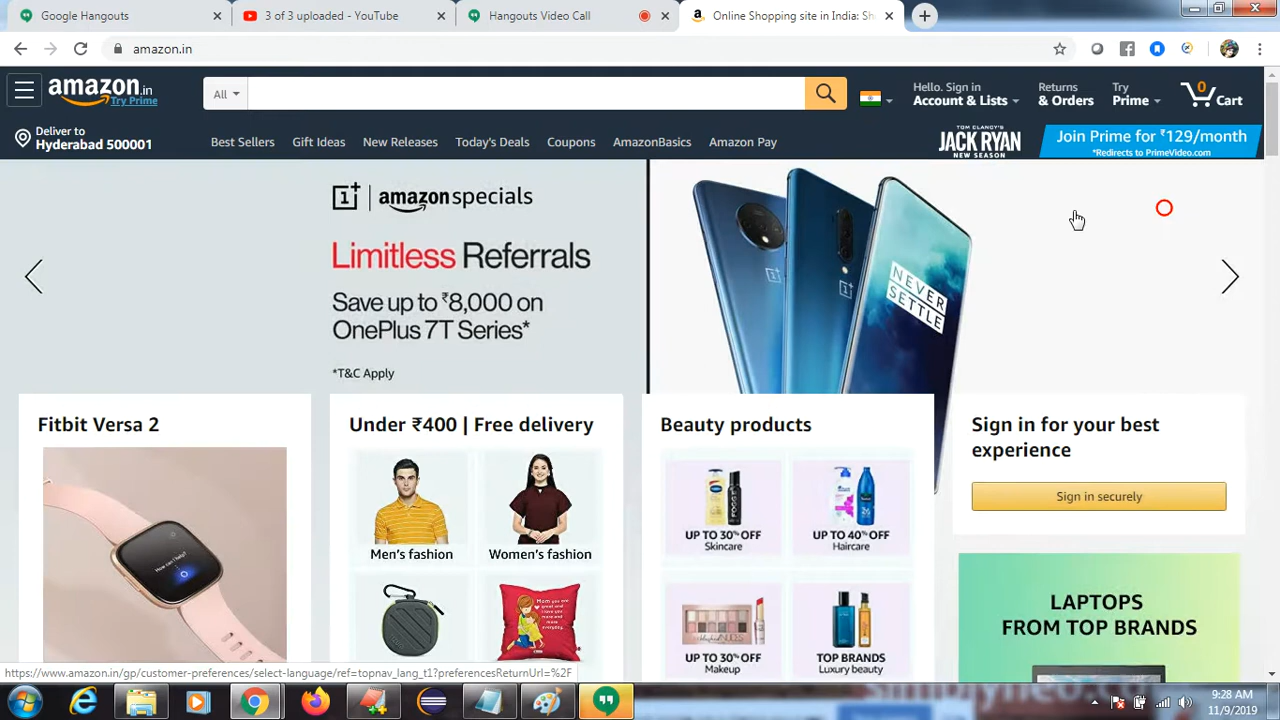 Google Hangouts
3 of 3 uploaded - YouTube
Hangouts Video Call
Online Shopping site in India: Sh
amazon.in
amazon.in
Try Prime
All
Hello. Sign in
Account & Lists
Returns
& Orders
Try
Prime
0
Cart
Deliver to
Hyderabad 500001
Best Sellers
Gift Ideas
New Releases
Today's Deals
Coupons
AmazonBasics
Amazon Pay
TOM CLANCY'S
JACK RYAN
NEW SEASON
Join Prime for ₹129/month
*Redirects to PrimeVideo.com
1+ | amazon specials
Limitless Referrals
Save up to ₹8,000 on
OnePlus 7T Series*
*T&C Apply
NEVER
SETTLE
Fitbit Versa 2
How can I help?
Under ₹400 | Free delivery
Men's fashion
Women's fashion
Beauty products
UP TO 30% OFF
Skincare
UP TO 40% OFF
Haircare
UP TO 30% OFF
Makeup
TOP BRANDS
Luxury beauty
Sign in for your best
experience
Sign in securely
LAPTOPS
FROM TOP BRANDS
https://www.amazon.in/gp/customer-preferences/select-language/ref=topnav_lang_t1?preferencesReturnUrl=%2F
9:28 AM
11/9/2019